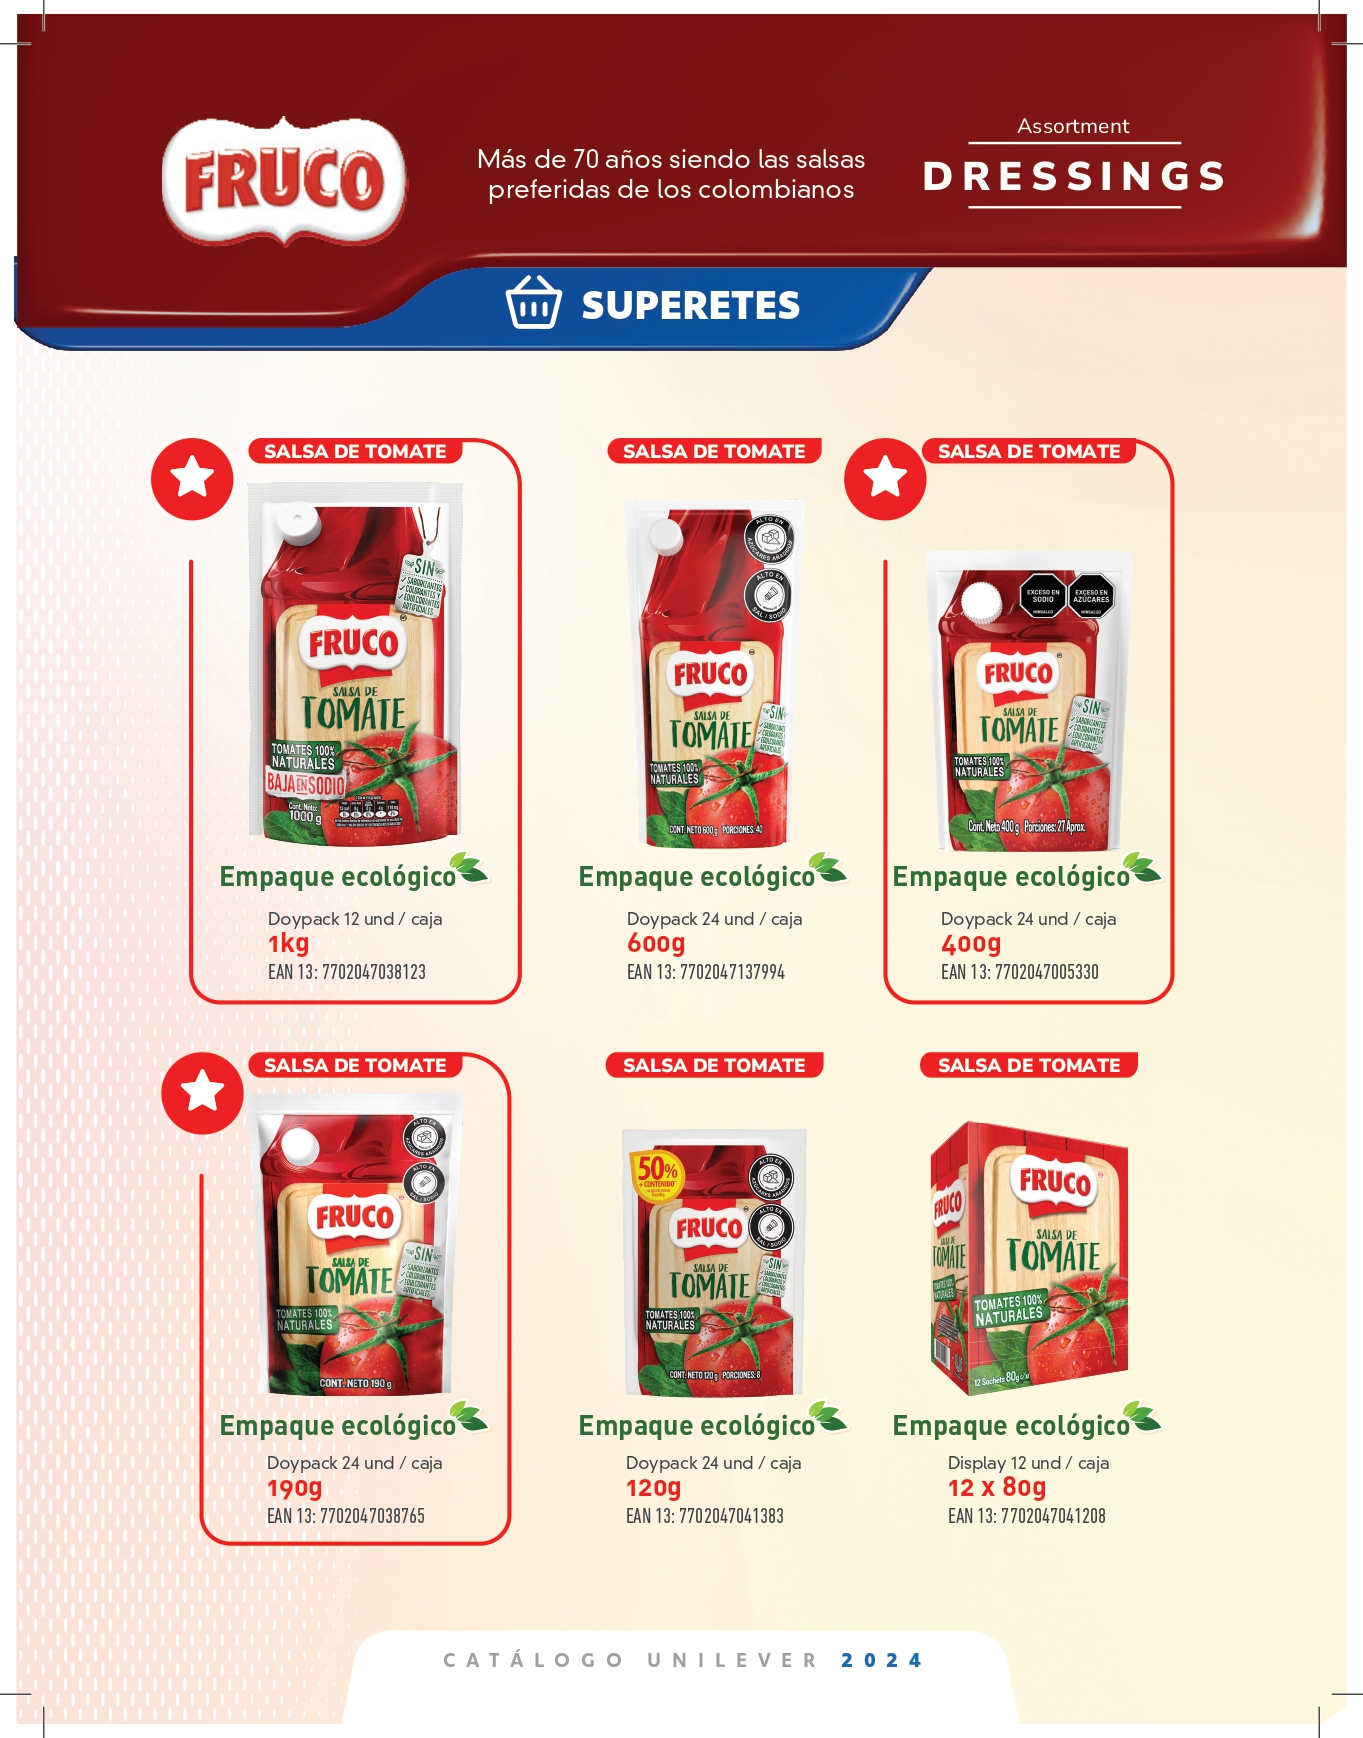 FRUCO
Más de 70 años siendo las salsas
preferidas de los colombianos
Assortment
DRESSINGS
SUPERETES
SALSA DE TOMATE
SIN
SABORIZANTES
COLORANTES Y
EDULCORANTES
ARTIFICIALES
FRUCO
SALSA DE
TOMATE
TOMATES 100%
NATURALES
BAJA EN SODIO
Cont. Neto:
1000 g
Empaque ecológico
Doypack 12 und / caja
1kg
EAN 13: 7702047038123
SALSA DE TOMATE
ALTO EN
AZÚCARES AÑADIDOS
ALTO EN
SAL / SODIO
FRUCO
SALSA DE
TOMATE
SIN
SABORIZANTES
COLORANTES Y
EDULCORANTES
ARTIFICIALES
TOMATES 100%
NATURALES
CONT. NETO 600 g PORCIONES: 40
Empaque ecológico
Doypack 24 und / caja
600g
EAN 13: 7702047137994
SALSA DE TOMATE
EXCESO EN
SODIO
MINSALUD
EXCESO EN
AZÚCARES
MINSALUD
FRUCO
SALSA DE
TOMATE
SIN
SABORIZANTES
COLORANTES Y
EDULCORANTES
ARTIFICIALES
TOMATES 100%
NATURALES
Cont. Neto 400 g Porciones: 27 Aprox.
Empaque ecológico
Doypack 24 und / caja
400g
EAN 13: 7702047005330
SALSA DE TOMATE
ALTO EN
AZÚCARES AÑADIDOS
ALTO EN
SAL / SODIO
FRUCO
SALSA DE
TOMATE
SIN
SABORIZANTES
COLORANTES Y
EDULCORANTES
ARTIFICIALES
TOMATES 100%
NATURALES
CONT. NETO 190 g
Empaque ecológico
Doypack 24 und / caja
190g
EAN 13: 7702047038765
SALSA DE TOMATE
50%
+ CONTENIDO
ALTO EN
AZÚCARES AÑADIDOS
ALTO EN
SAL / SODIO
FRUCO
SALSA DE
TOMATE
SIN
SABORIZANTES
COLORANTES Y
EDULCORANTES
ARTIFICIALES
TOMATES 100%
NATURALES
CONT. NETO 120 g PORCIONES: 8
Empaque ecológico
Doypack 24 und / caja
120g
EAN 13: 7702047041383
SALSA DE TOMATE
FRUCO
SALSA DE
TOMATE
TOMATES 100%
NATURALES
FRUCO
SALSA DE
TOMATE
TOMATES 100%
NATURALES
12 Sachets 80g c/u
Empaque ecológico
Display 12 und / caja
12 x 80g
EAN 13: 7702047041208
CATÁLOGO UNILEVER 2024